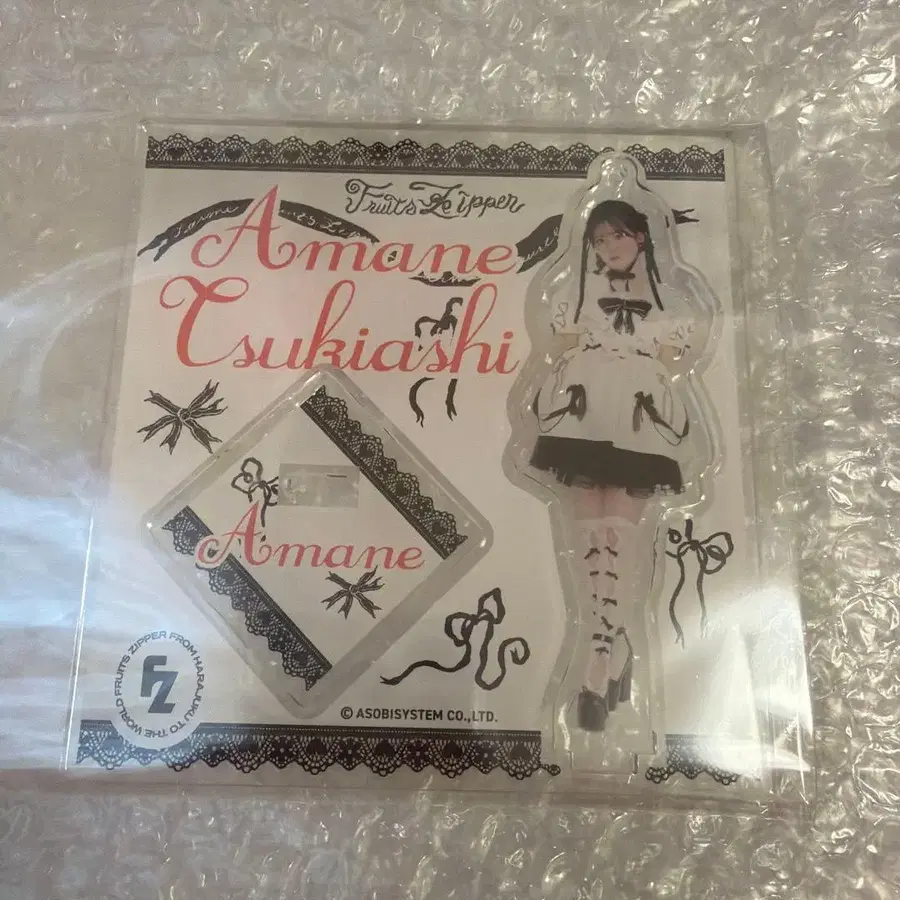 Fruits Zipper
Amane
Tsukiashi
Amane
FZ
FRUITS ZIPPER FROM HARAJUKU TO THE WORLD
© ASOBISYSTEM CO.,LTD.